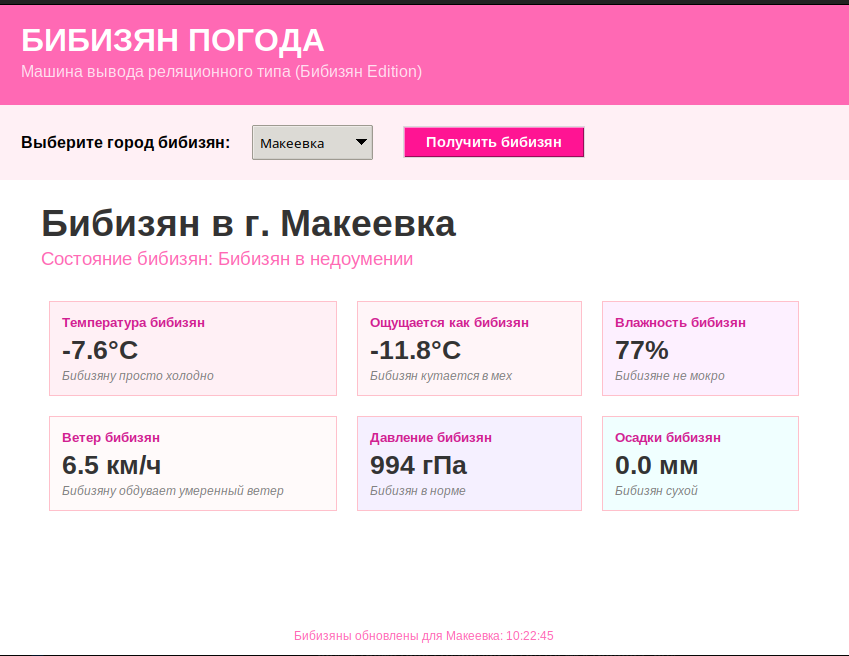 БИБИЗЯН ПОГОДА
Машина вывода реляционного типа (Бибизян Edition)
Выберите город бибизян:
Макеевка
Получить бибизян
Бибизян в г. Макеевка
Состояние бибизян: Бибизян в недоумении
Температура бибизян
-7.6°C
Бибизяну просто холодно
Ощущается как бибизян
-11.8°C
Бибизян кутается в мех
Влажность бибизян
77%
Бибизяне не мокро
Ветер бибизян
6.5 км/ч
Бибизяну обдувает умеренный ветер
Давление бибизян
994 гПа
Бибизян в норме
Осадки бибизян
0.0 мм
Бибизян сухой
Бибизяны обновлены для Макеевка: 10:22:45